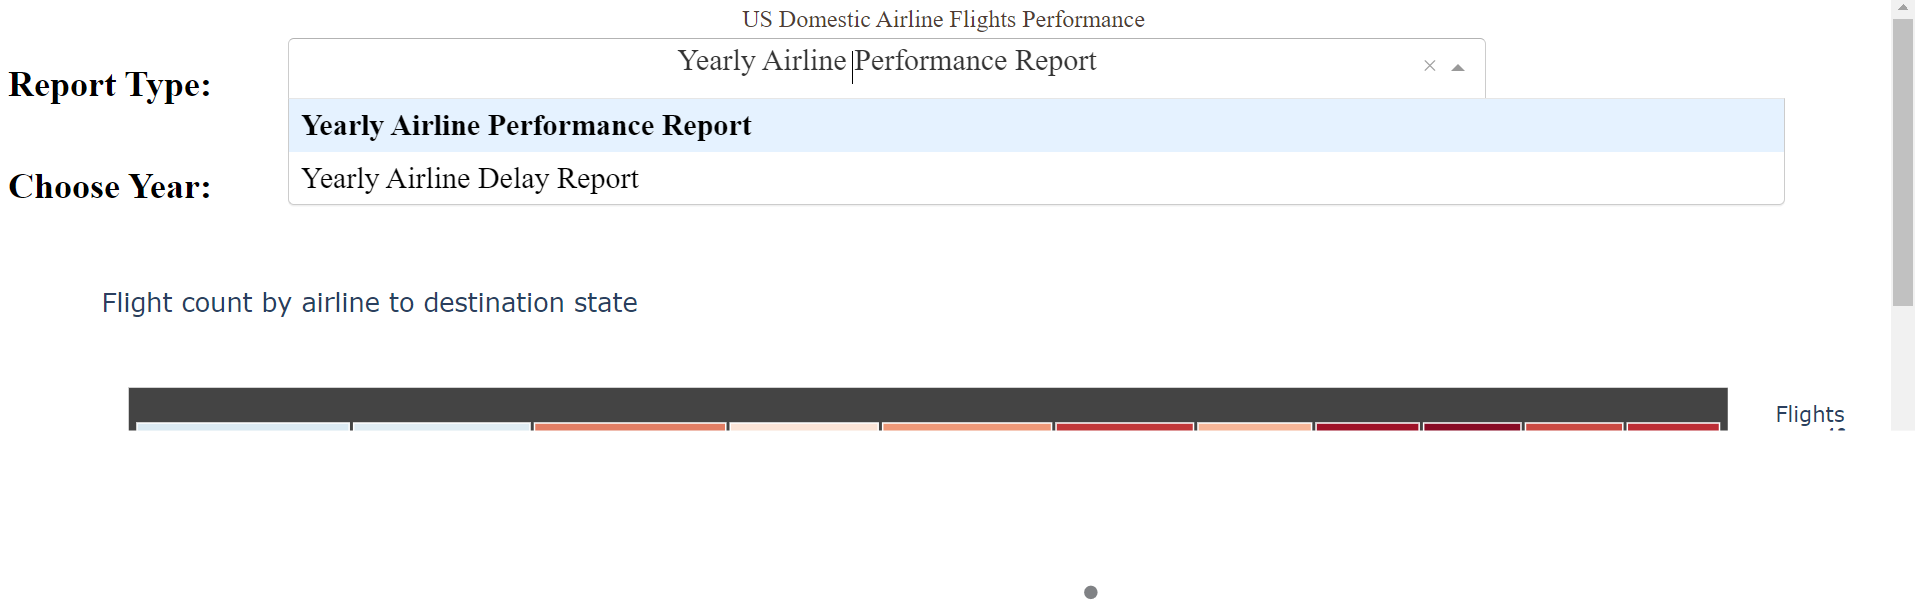 US Domestic Airline Flights Performance
Yearly Airline Performance Report
Report Type:
Yearly Airline Performance Report
Yearly Airline Delay Report
Choose Year:
Flight count by airline to destination state
Flights